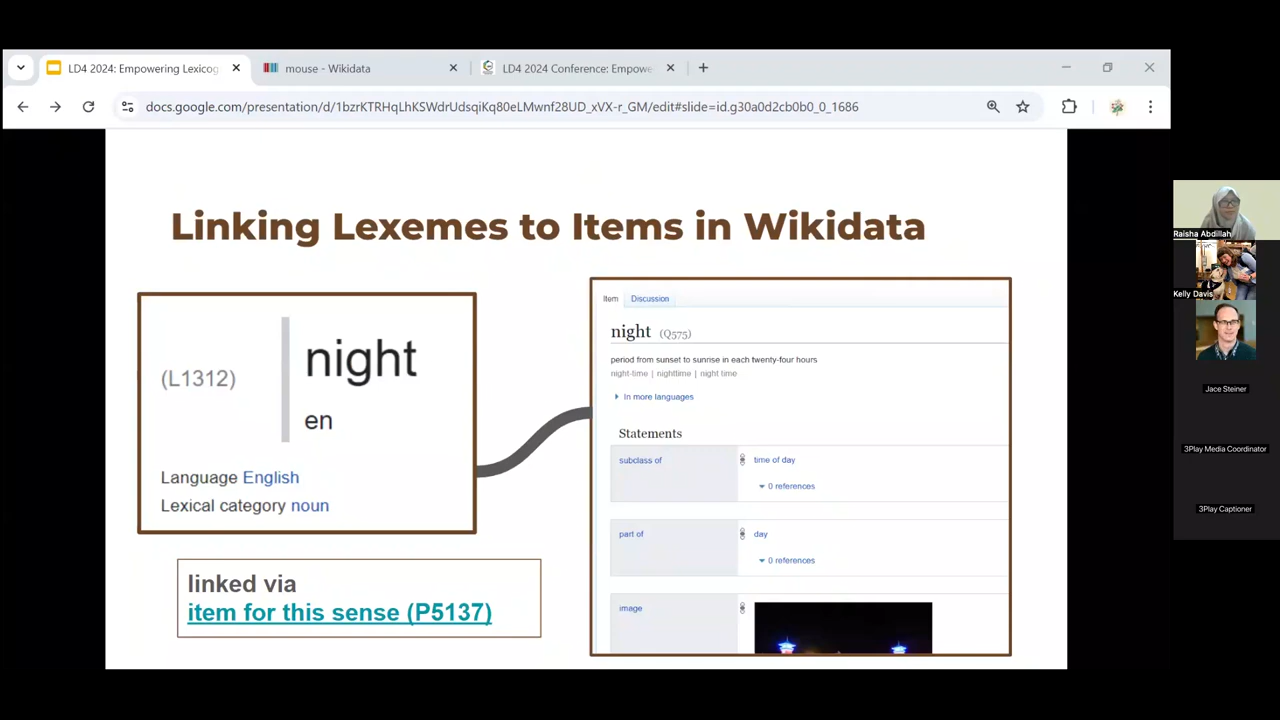 LD4 2024: Empowering Lexicog
mouse - Wikidata
LD4 2024 Conference: Empowe
docs.google.com/presentation/d/1bzrKTRHqLhKSWdrUdsqiKq80eLMwnf28UD_xVX-r_GM/edit#slide=id.g30a0d2cb0b0_0_1686
Linking Lexemes to Items in Wikidata
(L1312)
night
en
Language English
Lexical category noun
linked via
item for this sense (P5137)
Item Discussion
night (Q575)
period from sunset to sunrise in each twenty-four hours
night-time | nighttime | night time
In more languages
Statements
subclass of
time of day
0 references
part of
day
0 references
image
Raisha Abdillah
Kelly Davis
Jace Steiner
3Play Media Coordinator
3Play Captioner